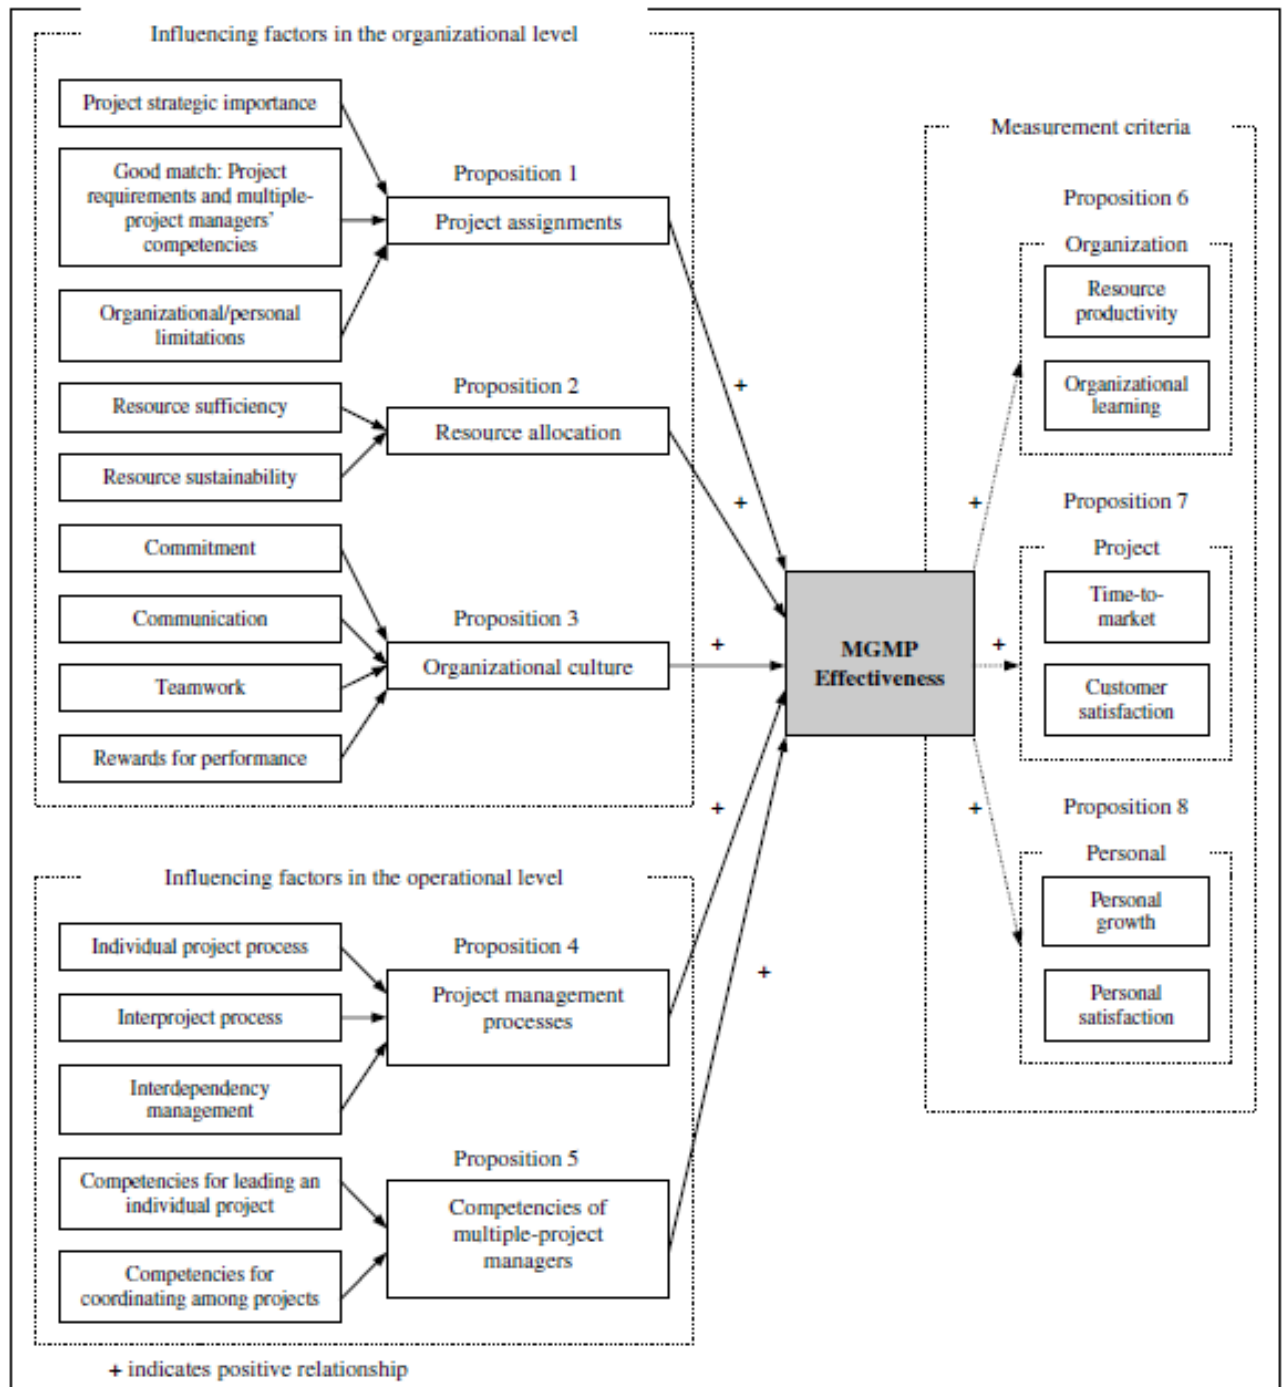 Influencing factors in the organizational level
Project strategic importance
Good match: Project
requirements and multiple-
project managers'
competencies
Organizational/personal
limitations
Proposition 1
Project assignments
Resource sufficiency
Resource sustainability
Proposition 2
Resource allocation
Commitment
Communication
Teamwork
Rewards for performance
Proposition 3
Organizational culture
Influencing factors in the operational level
Individual project process
Interproject process
Interdependency
management
Proposition 4
Project management
processes
Competencies for leading an
individual project
Competencies for
coordinating among projects
Proposition 5
Competencies of
multiple-project
managers
+
+
+
+
+
MGMP
Effectiveness
+
+
+
Measurement criteria
Proposition 6
Organization
Resource
productivity
Organizational
learning
Proposition 7
Project
Time-to-
market
Customer
satisfaction
Proposition 8
Personal
Personal
growth
Personal
satisfaction
+ indicates positive relationship